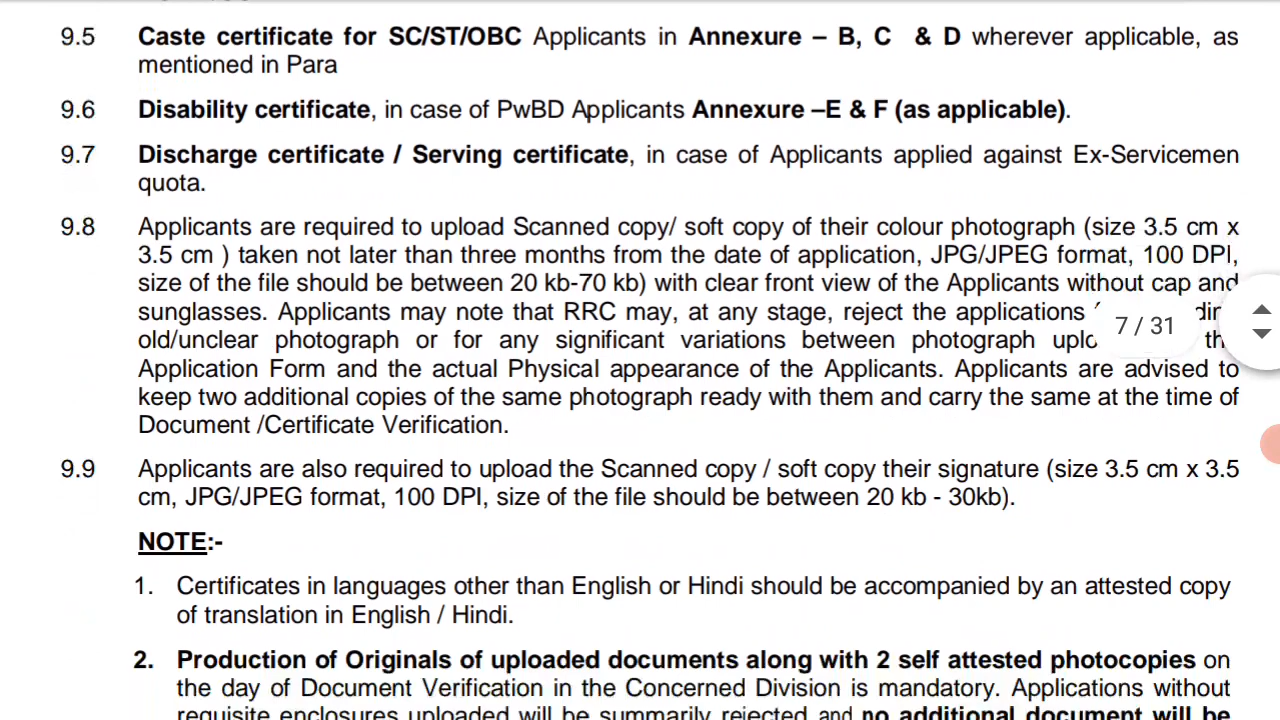 9.5 Caste certificate for SC/ST/OBC Applicants in Annexure – B, C & D wherever applicable, as
mentioned in Para
9.6 Disability certificate, in case of PwBD Applicants Annexure –E & F (as applicable).
9.7 Discharge certificate / Serving certificate, in case of Applicants applied against Ex-Servicemen
quota.
9.8 Applicants are required to upload Scanned copy/ soft copy of their colour photograph (size 3.5 cm x
3.5 cm ) taken not later than three months from the date of application, JPG/JPEG format, 100 DPI,
size of the file should be between 20 kb-70 kb) with clear front view of the Applicants without cap and
sunglasses. Applicants may note that RRC may, at any stage, reject the applications
7 / 31
old/unclear photograph or for any significant variations between photograph
Application Form and the actual Physical appearance of the Applicants. Applicants are advised to
keep two additional copies of the same photograph ready with them and carry the same at the time of
Document /Certificate Verification.
9.9 Applicants are also required to upload the Scanned copy / soft copy their signature (size 3.5 cm x 3.5
cm, JPG/JPEG format, 100 DPI, size of the file should be between 20 kb - 30kb).
NOTE:-
1. Certificates in languages other than English or Hindi should be accompanied by an attested copy
of translation in English / Hindi.
2. Production of Originals of uploaded documents along with 2 self attested photocopies on
the day of Document Verification in the Concerned Division is mandatory. Applications without
requisite enclosures uploaded will be summarily rejected and no additional document will be